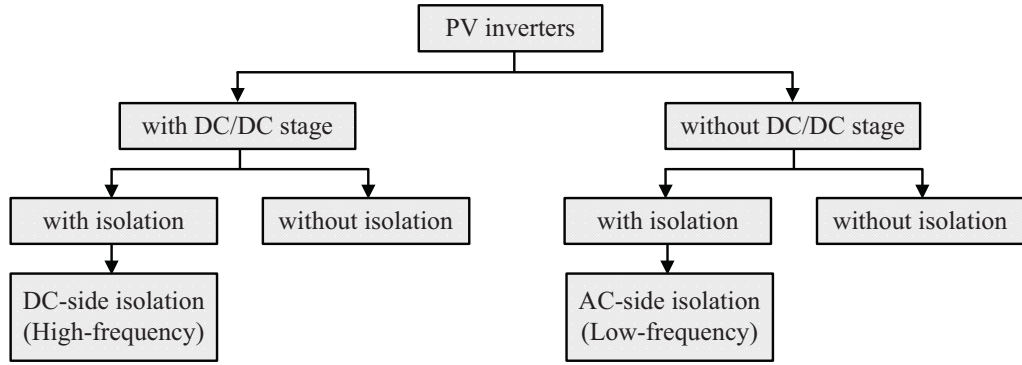 PV inverters
with DC/DC stage
without DC/DC stage
with isolation
without isolation
with isolation
without isolation
DC-side isolation
(High-frequency)
AC-side isolation
(Low-frequency)